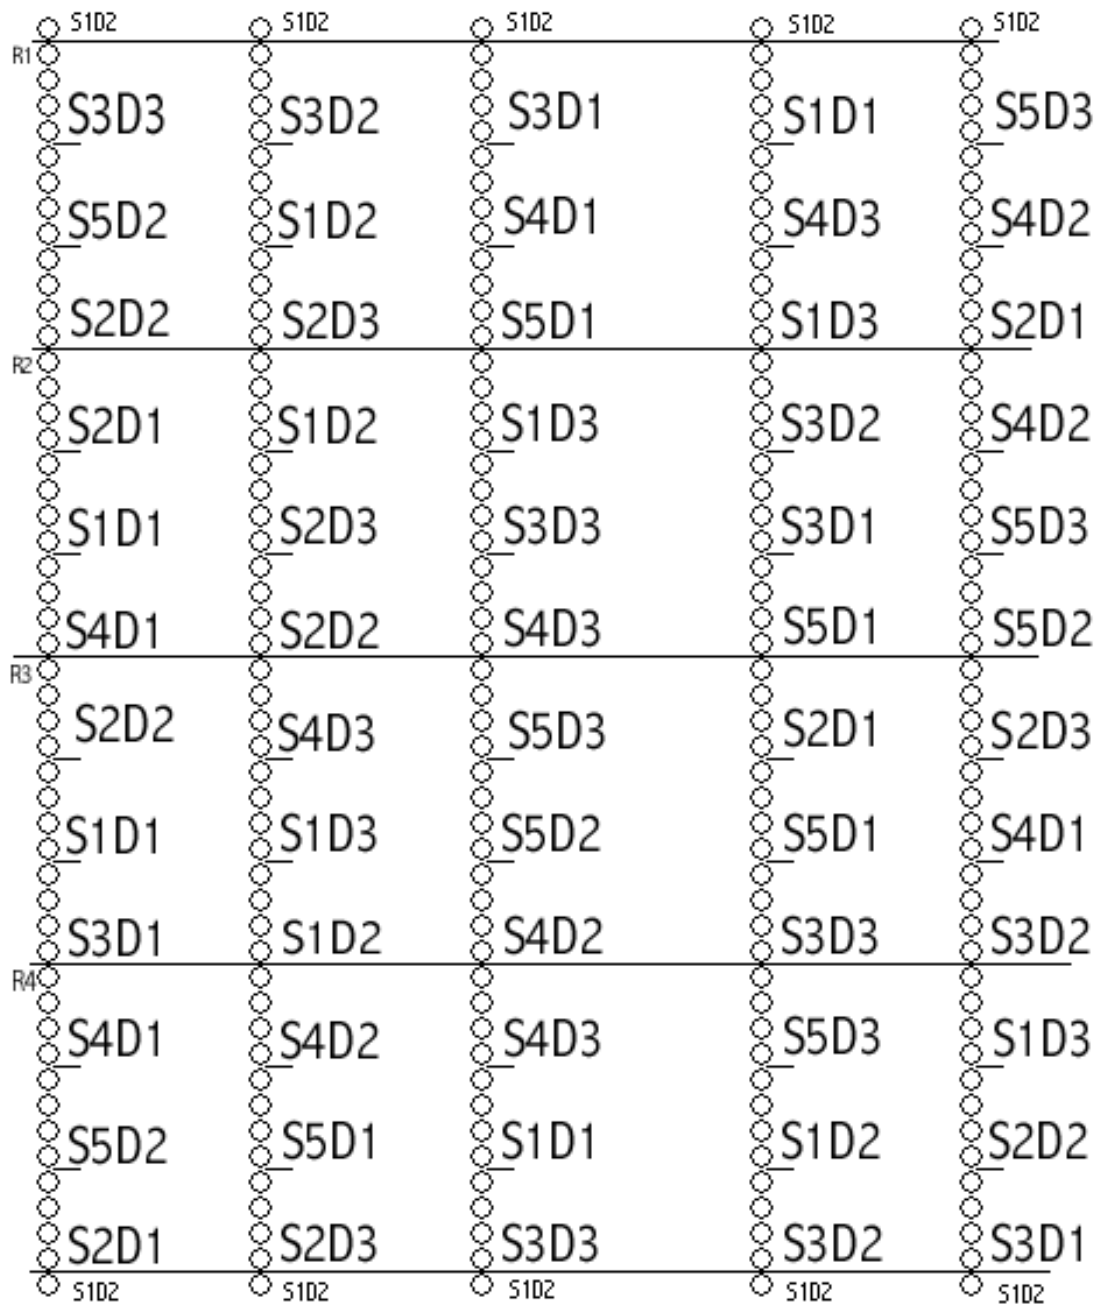 S1D2 S1D2 S1D2 S1D2 S1D2
R1
S3D3 S3D2 S3D1 S1D1 S5D3
S5D2 S1D2 S4D1 S4D3 S4D2
S2D2 S2D3 S5D1 S1D3 S2D1
R2
S2D1 S1D2 S1D3 S3D2 S4D2
S1D1 S2D3 S3D3 S3D1 S5D3
S4D1 S2D2 S4D3 S5D1 S5D2
R3
S2D2 S4D3 S5D3 S2D1 S2D3
S1D1 S1D3 S5D2 S5D1 S4D1
S3D1 S1D2 S4D2 S3D3 S3D2
R4
S4D1 S4D2 S4D3 S5D3 S1D3
S5D2 S5D1 S1D1 S1D2 S2D2
S2D1 S2D3 S3D3 S3D2 S3D1
S1D2 S1D2 S1D2 S1D2 S1D2